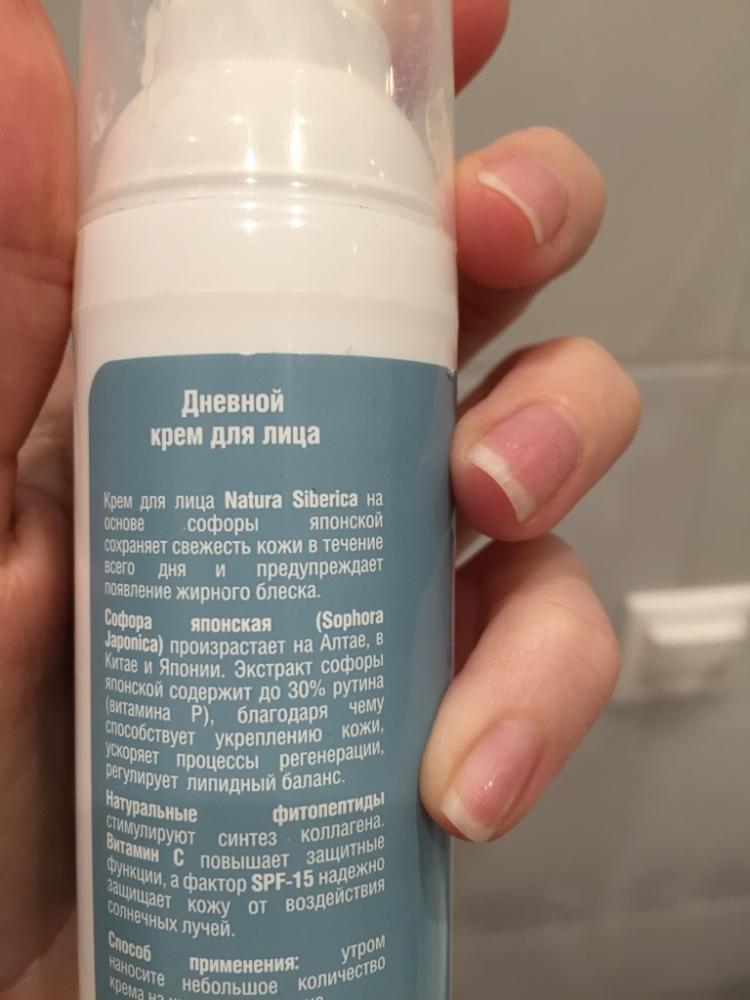 Дневной
крем для лица
Крем для лица Natura Siberica на
основе софоры японской
сохраняет свежесть кожи в течение
всего дня и предупреждает
появление жирного блеска.
Софора японская (Sophora
Japonica) произрастает на Алтае, в
Китае и Японии. Экстракт софоры
японской содержит до 30% рутина
(витамина Р), благодаря чему
способствует укреплению кожи,
ускоряет процессы регенерации,
регулирует липидный баланс.
Натуральные фитопептиды
стимулируют синтез коллагена.
Витамин С повышает защитные
функции, а фактор SPF-15 надежно
защищает кожу от воздействия
солнечных лучей.
Способ применения: утром
наносите небольшое количество
крема на